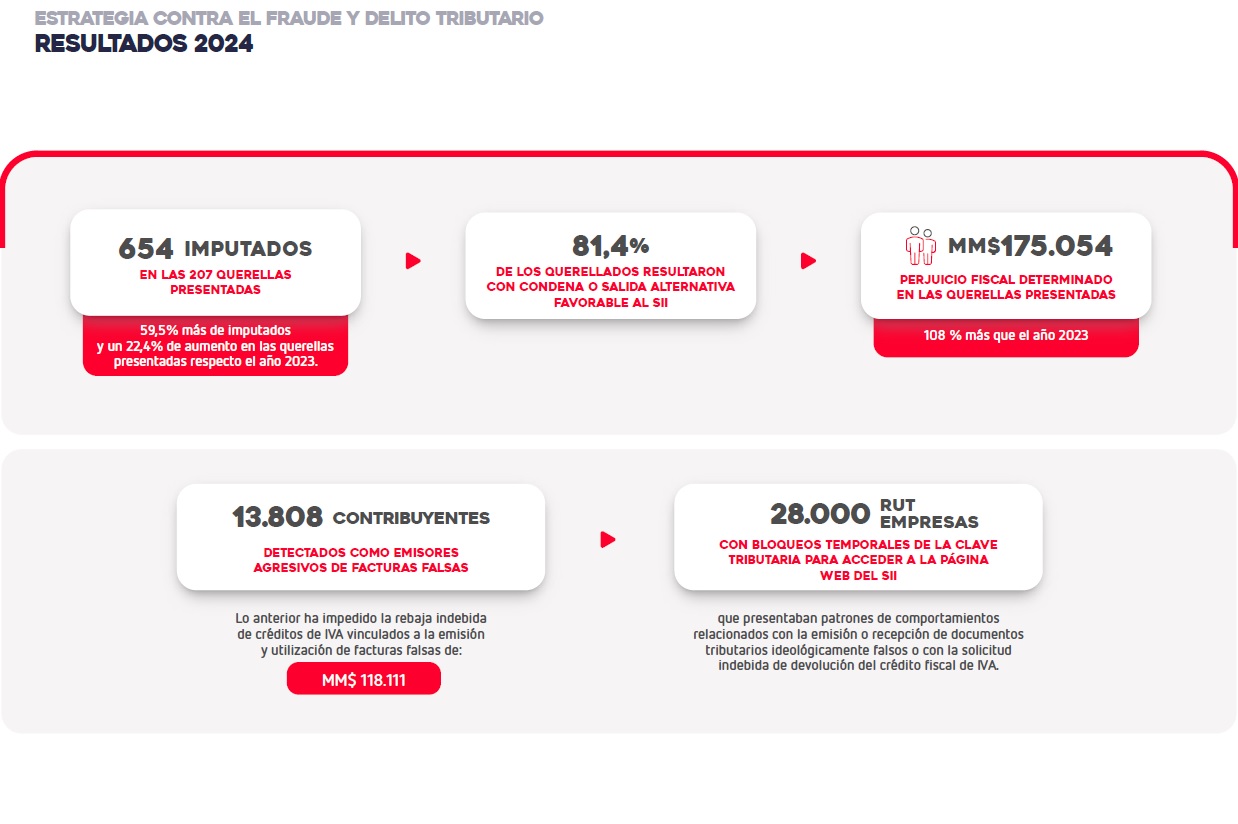 ESTRATEGIA CONTRA EL FRAUDE Y DELITO TRIBUTARIO
RESULTADOS 2024
654 IMPUTADOS
EN LAS 207 QUERELLAS
PRESENTADAS
59,5% más de imputados
y un 22,4% de aumento en las querellas
presentadas respecto el año 2023.
81,4%
DE LOS QUERELLADOS RESULTARON
CON CONDENA O SALIDA ALTERNATIVA
FAVORABLE AL SII
MM$175.054
PERJUICIO FISCAL DETERMINADO
EN LAS QUERELLAS PRESENTADAS
108 % más que el año 2023
13.808 CONTRIBUYENTES
DETECTADOS COMO EMISORES
AGRESIVOS DE FACTURAS FALSAS
Lo anterior ha impedido la rebaja indebida
de créditos de IVA vinculados a la emisión
y utilización de facturas falsas de:
MM$ 118.111
28.000 RUT
EMPRESAS
CON BLOQUEOS TEMPORALES DE LA CLAVE
TRIBUTARIA PARA ACCEDER A LA PÁGINA
WEB DEL SII
que presentaban patrones de comportamientos
relacionados con la emisión o recepción de documentos
tributarios ideológicamente falsos o con la solicitud
indebida de devolución del crédito fiscal de IVA.